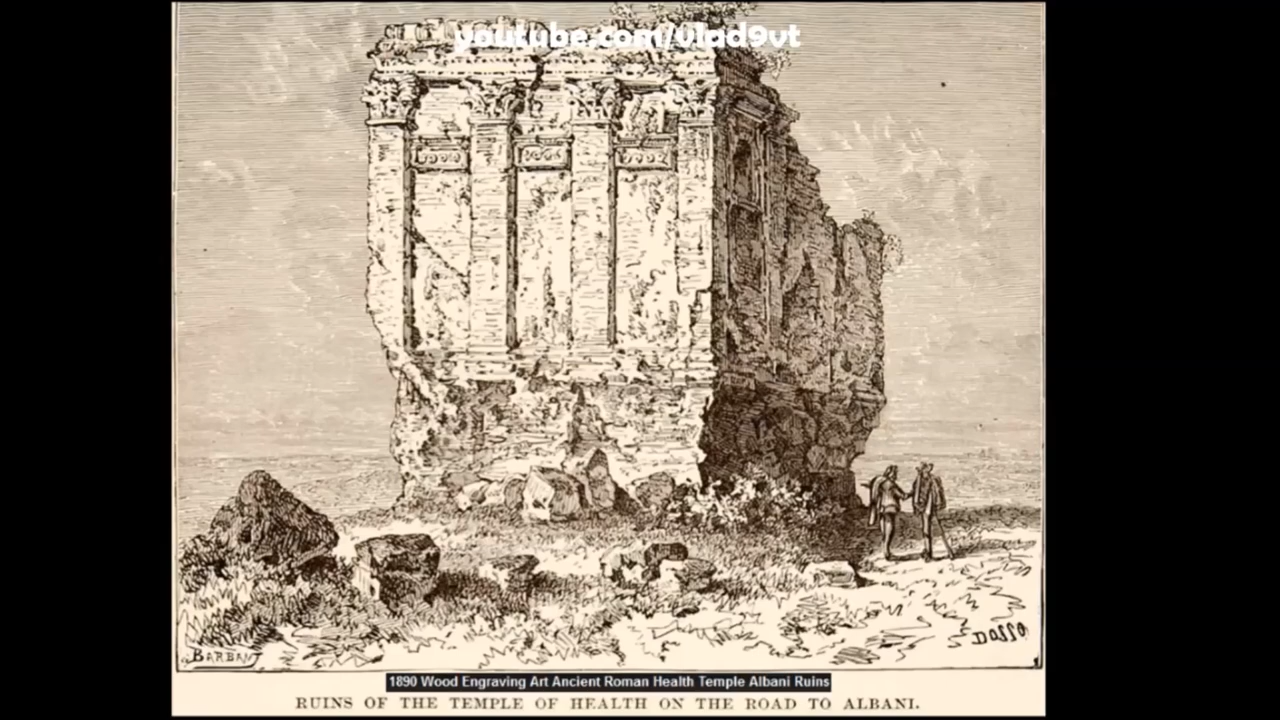 youtube.com/vlad9vt
BARBANT
DOSSO
1890 Wood Engraving Art Ancient Roman Health Temple Albani Ruins
RUINS OF THE TEMPLE OF HEALTH ON THE ROAD TO ALBANI.